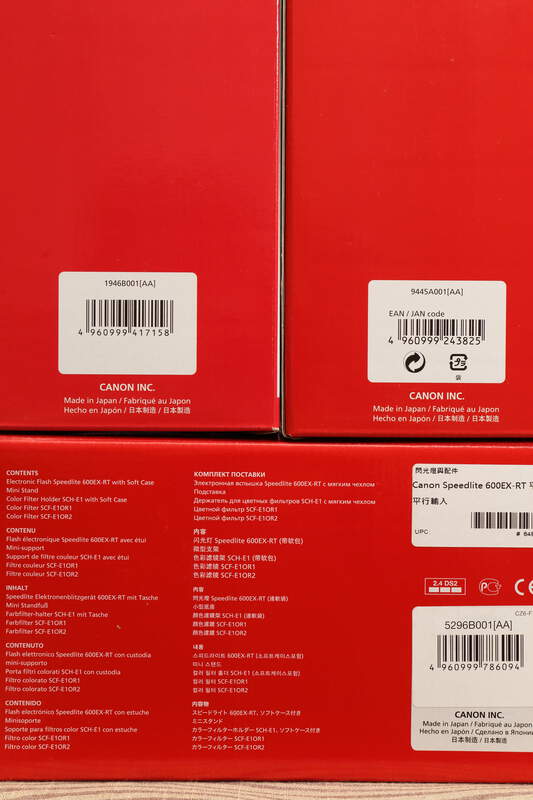 1946B001[AA]
4 960999 417158
CANON INC.
Made in Japan / Fabriqué au Japon
Hecho en Japón / 日本制造 / 日本製造
9445A001[AA]
EAN / JAN code
4 960999 243825
袋
CANON INC.
Made in Japan / Fabriqué au Japon
Hecho en Japón / 日本制造 / 日本製造
CONTENTS
Electronic Flash Speedlite 600EX-RT with Soft Case
Mini Stand
Color Filter Holder SCH-E1 with Soft Case
Color Filter SCF-E1OR1
Color Filter SCF-E1OR2
CONTENU
Flash électronique Speedlite 600EX-RT avec étui
Mini-support
Support de filtre couleur SCH-E1 avec étui
Filtre couleur SCF-E1OR1
Filtre couleur SCF-E1OR2
INHALT
Speedlite Elektronenblitzgerät 600EX-RT mit Tasche
Mini Standfuß
Farbfilter-halter SCH-E1 mit Tasche
Farbfilter SCF-E1OR1
Farbfilter SCF-E1OR2
CONTENUTO
Flash elettronico Speedlite 600EX-RT con custodia
mini-supporto
Porta filtri colorati SCH-E1 con custodia
Filtro colorato SCF-E1OR1
Filtro colorato SCF-E1OR2
CONTENIDO
Flash electrónico Speedlite 600EX-RT con estuche
Minisoporte
Soporte para filtros color SCH-E1 con estuche
Filtro color SCF-E1OR1
Filtro color SCF-E1OR2
КОМПЛЕКТ ПОСТАВКИ
Электронная вспышка Speedlite 600EX-RT с мягким чехлом
Подставка
Держатель для цветных фильтров SCH-E1 с мягким чехлом
Цветной фильтр SCF-E1OR1
Цветной фильтр SCF-E1OR2
内容
闪光灯 Speedlite 600EX-RT (带软包)
微型支架
色彩滤镜架 SCH-E1 (带软包)
色彩滤镜 SCF-E1OR1
色彩滤镜 SCF-E1OR2
內容
閃光燈 Speedlite 600EX-RT (連軟袋)
小型底座
顏色濾鏡架 SCH-E1 (連軟袋)
顏色濾鏡 SCF-E1OR1
顏色濾鏡 SCF-E1OR2
내용
스피드라이트 600EX-RT (소프트케이스포함)
미니 스탠드
컬러 필터 홀더 SCH-E1 (소프트케이스포함)
컬러 필터 SCF-E1OR1
컬러 필터 SCF-E1OR2
内容物
スピードライト 600EX-RT、ソフトケース付き
ミニスタンド
カラーフィルターホルダー SCH-E1、ソフトケース付き
カラーフィルター SCF-E1OR1
カラーフィルター SCF-E1OR2
閃光燈與配件
Canon Speedlite 600EX-RT 平
平行輸入
UPC:
2.4 DS2
CE
5296B001[AA]
4 960999 786094
CANON INC.
Made in Japan / Fabriqué au Japon
Hecho en Japón / Сделано в Японии
日本制造 / 日本製造